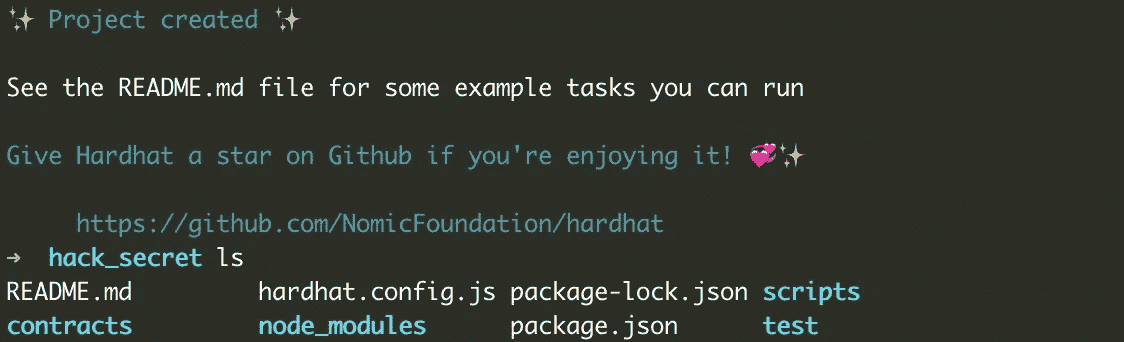 ✨ Project created ✨
See the README.md file for some example tasks you can run
Give Hardhat a star on Github if you're enjoying it! 💞✨
https://github.com/NomicFoundation/hardhat
→ hack_secret ls
README.md hardhat.config.js package-lock.json scripts
contracts node_modules package.json test